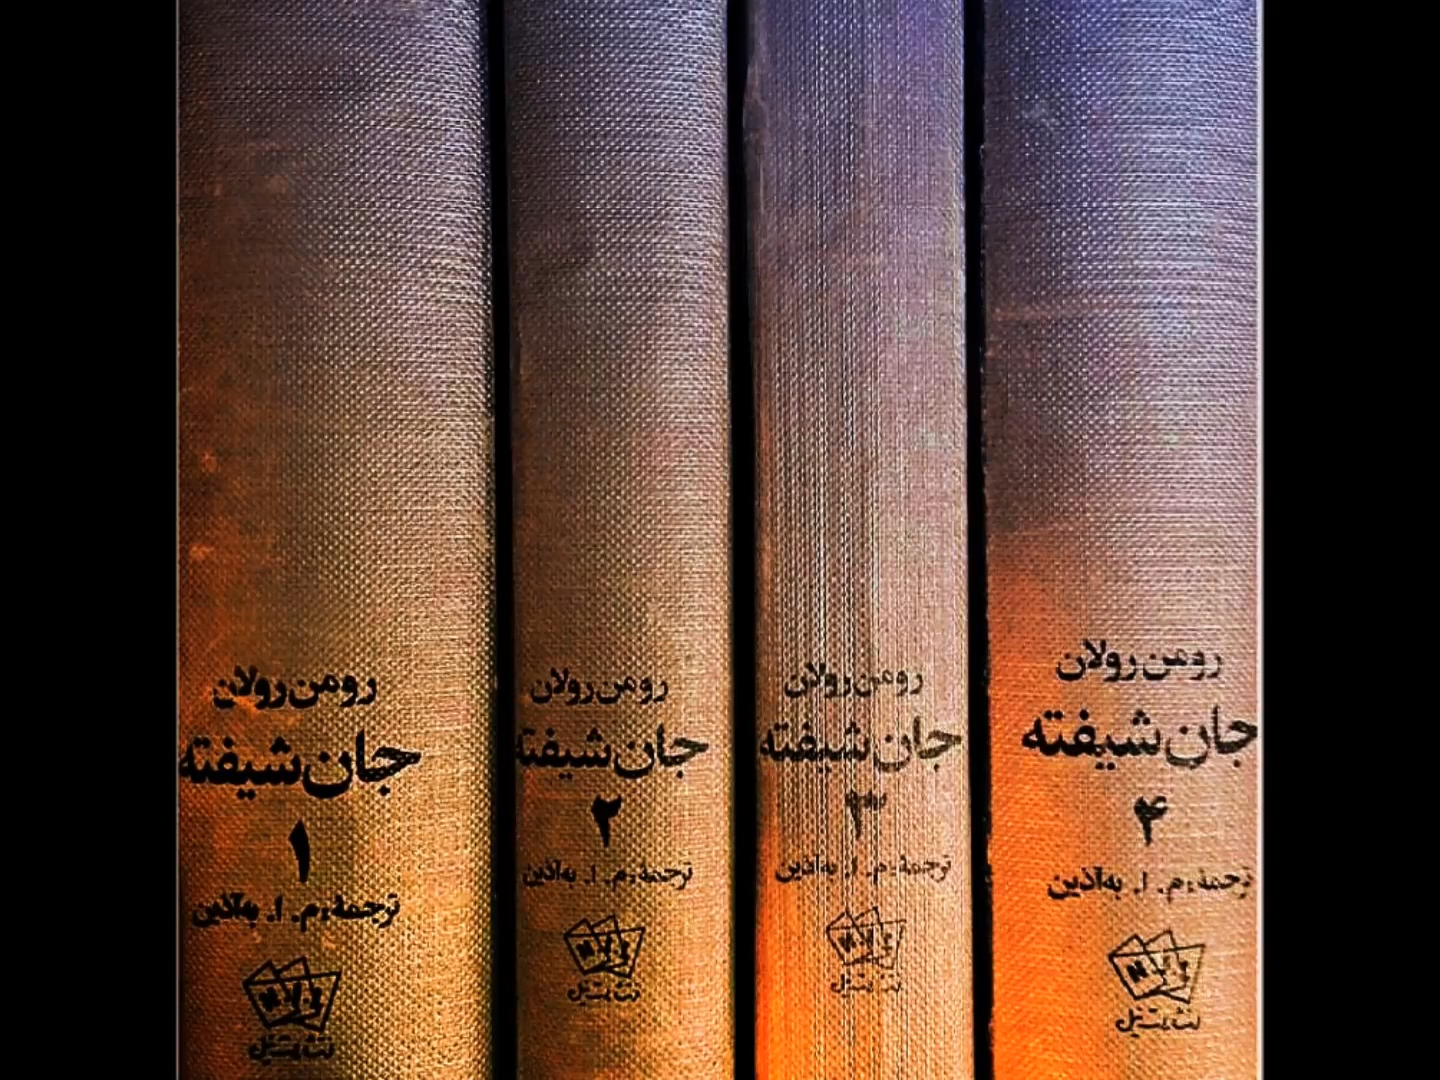 رومن رولان
جان شیفته
۱
ترجمهٔ م. ا. به‌آذین
رومن رولان
جان شیفته
۲
ترجمهٔ م. ا. به‌آذین
رومن رولان
جان شیفته
۳
ترجمهٔ م. ا. به‌آذین
رومن رولان
جان شیفته
۴
ترجمهٔ م. ا. به‌آذین